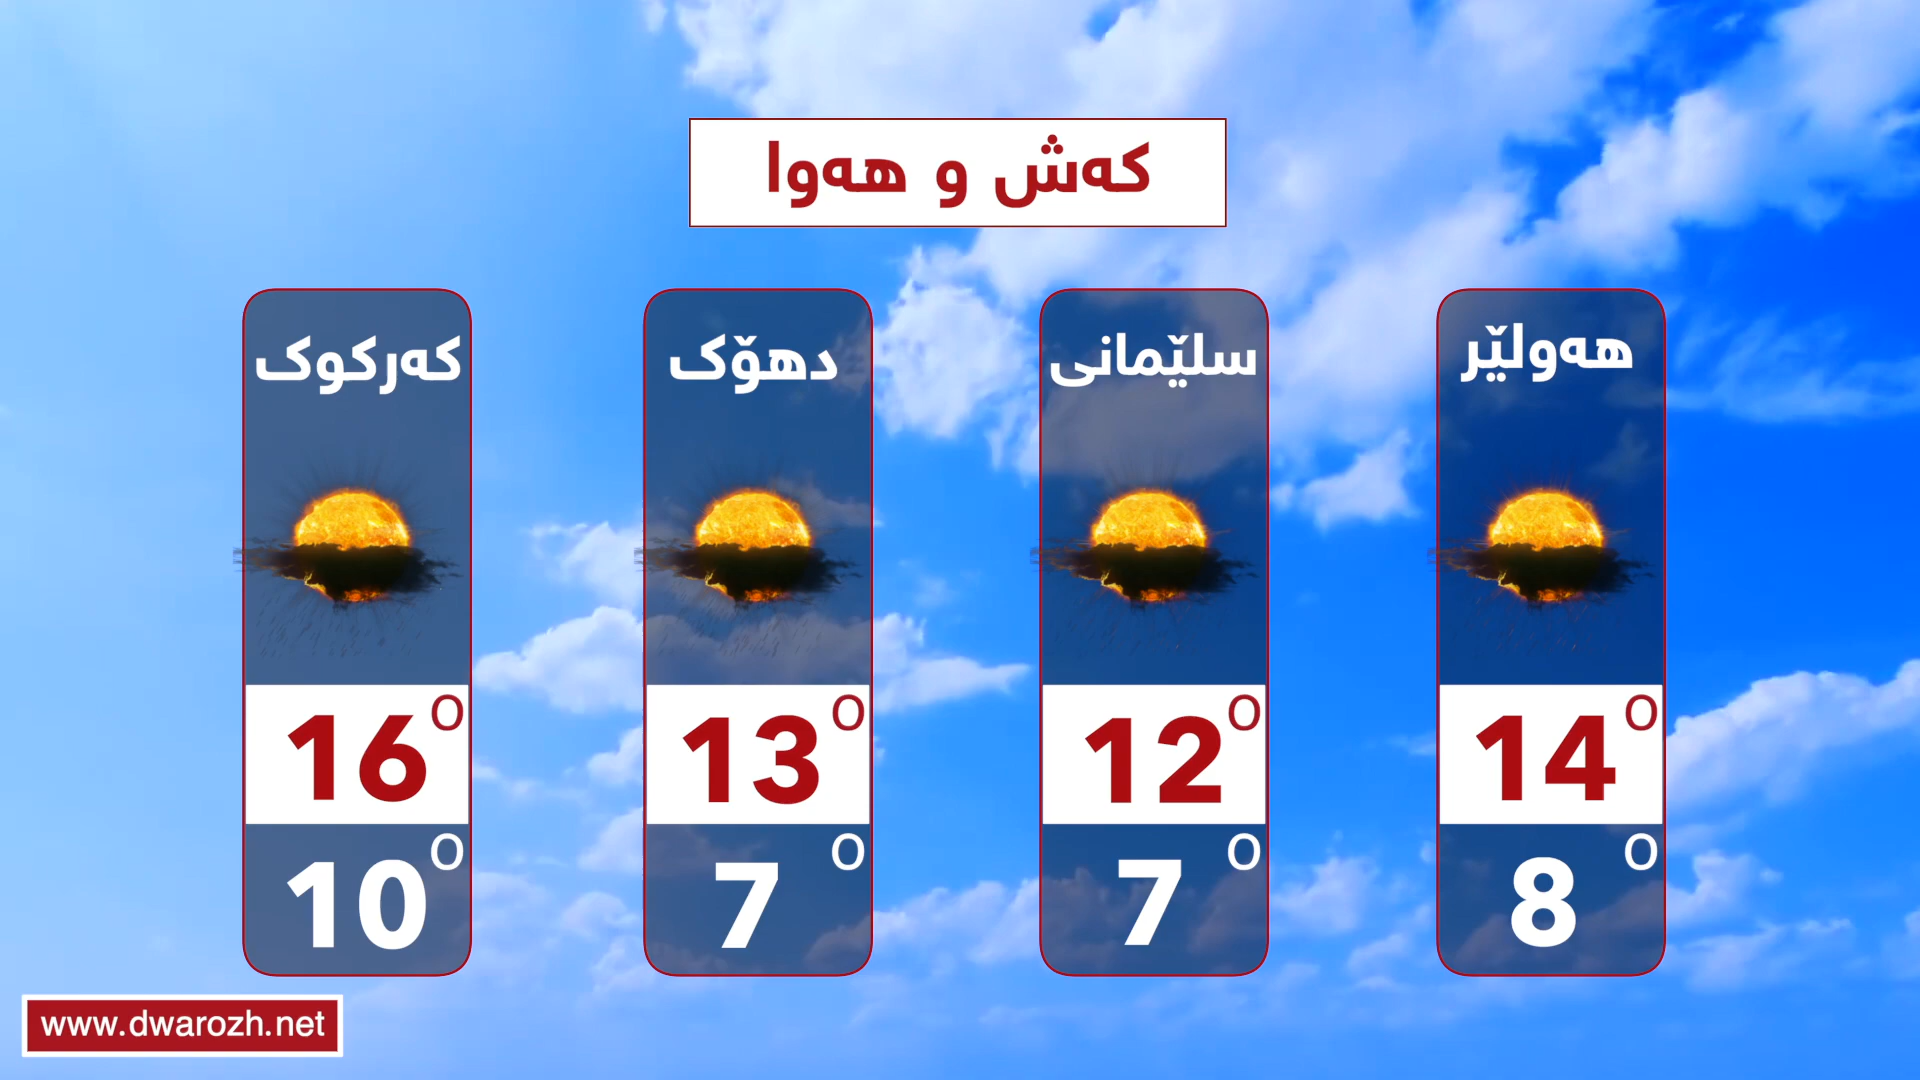 کەش و هەوا
هەولێر
14°
8°
سلێمانی
12°
7°
دهۆک
13°
7°
کەرکوک
16°
10°
www.dwarozh.net